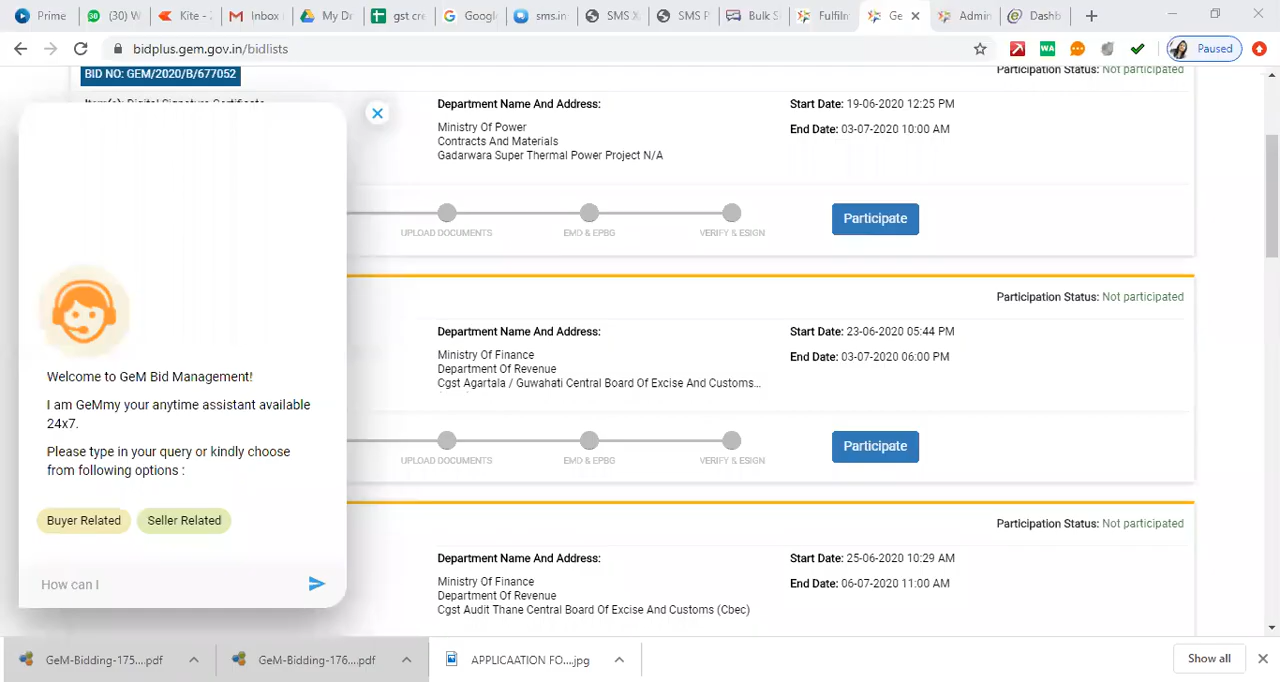 Prime
(30) W
Kite -
Inbox
My Dr
gst cre
Googl
sms.in
SMS X
SMS P
Bulk S
Fulfilm
Ge
Admin
Dashb
bidplus.gem.gov.in/bidlists
Paused
BID NO: GEM/2020/B/677052
Participation Status: Not participated
Item(s): Digital Signature Certificate
Department Name And Address:
Start Date: 19-06-2020 12:25 PM
Ministry Of Power
End Date: 03-07-2020 10:00 AM
Contracts And Materials
Gadarwara Super Thermal Power Project N/A
UPLOAD DOCUMENTS
EMD & EPBG
VERIFY & ESIGN
Participate
Participation Status: Not participated
Department Name And Address:
Start Date: 23-06-2020 05:44 PM
Ministry Of Finance
End Date: 03-07-2020 06:00 PM
Department Of Revenue
Cgst Agartala / Guwahati Central Board Of Excise And Customs...
UPLOAD DOCUMENTS
EMD & EPBG
VERIFY & ESIGN
Participate
Participation Status: Not participated
Department Name And Address:
Start Date: 25-06-2020 10:29 AM
Ministry Of Finance
End Date: 06-07-2020 11:00 AM
Department Of Revenue
Cgst Audit Thane Central Board Of Excise And Customs (Cbec)
Welcome to GeM Bid Management!
I am GeMmy your anytime assistant available
24x7.
Please type in your query or kindly choose
from following options :
Buyer Related
Seller Related
How can I
GeM-Bidding-175....pdf
GeM-Bidding-176....pdf
APPLICAATION FO....jpg
Show all